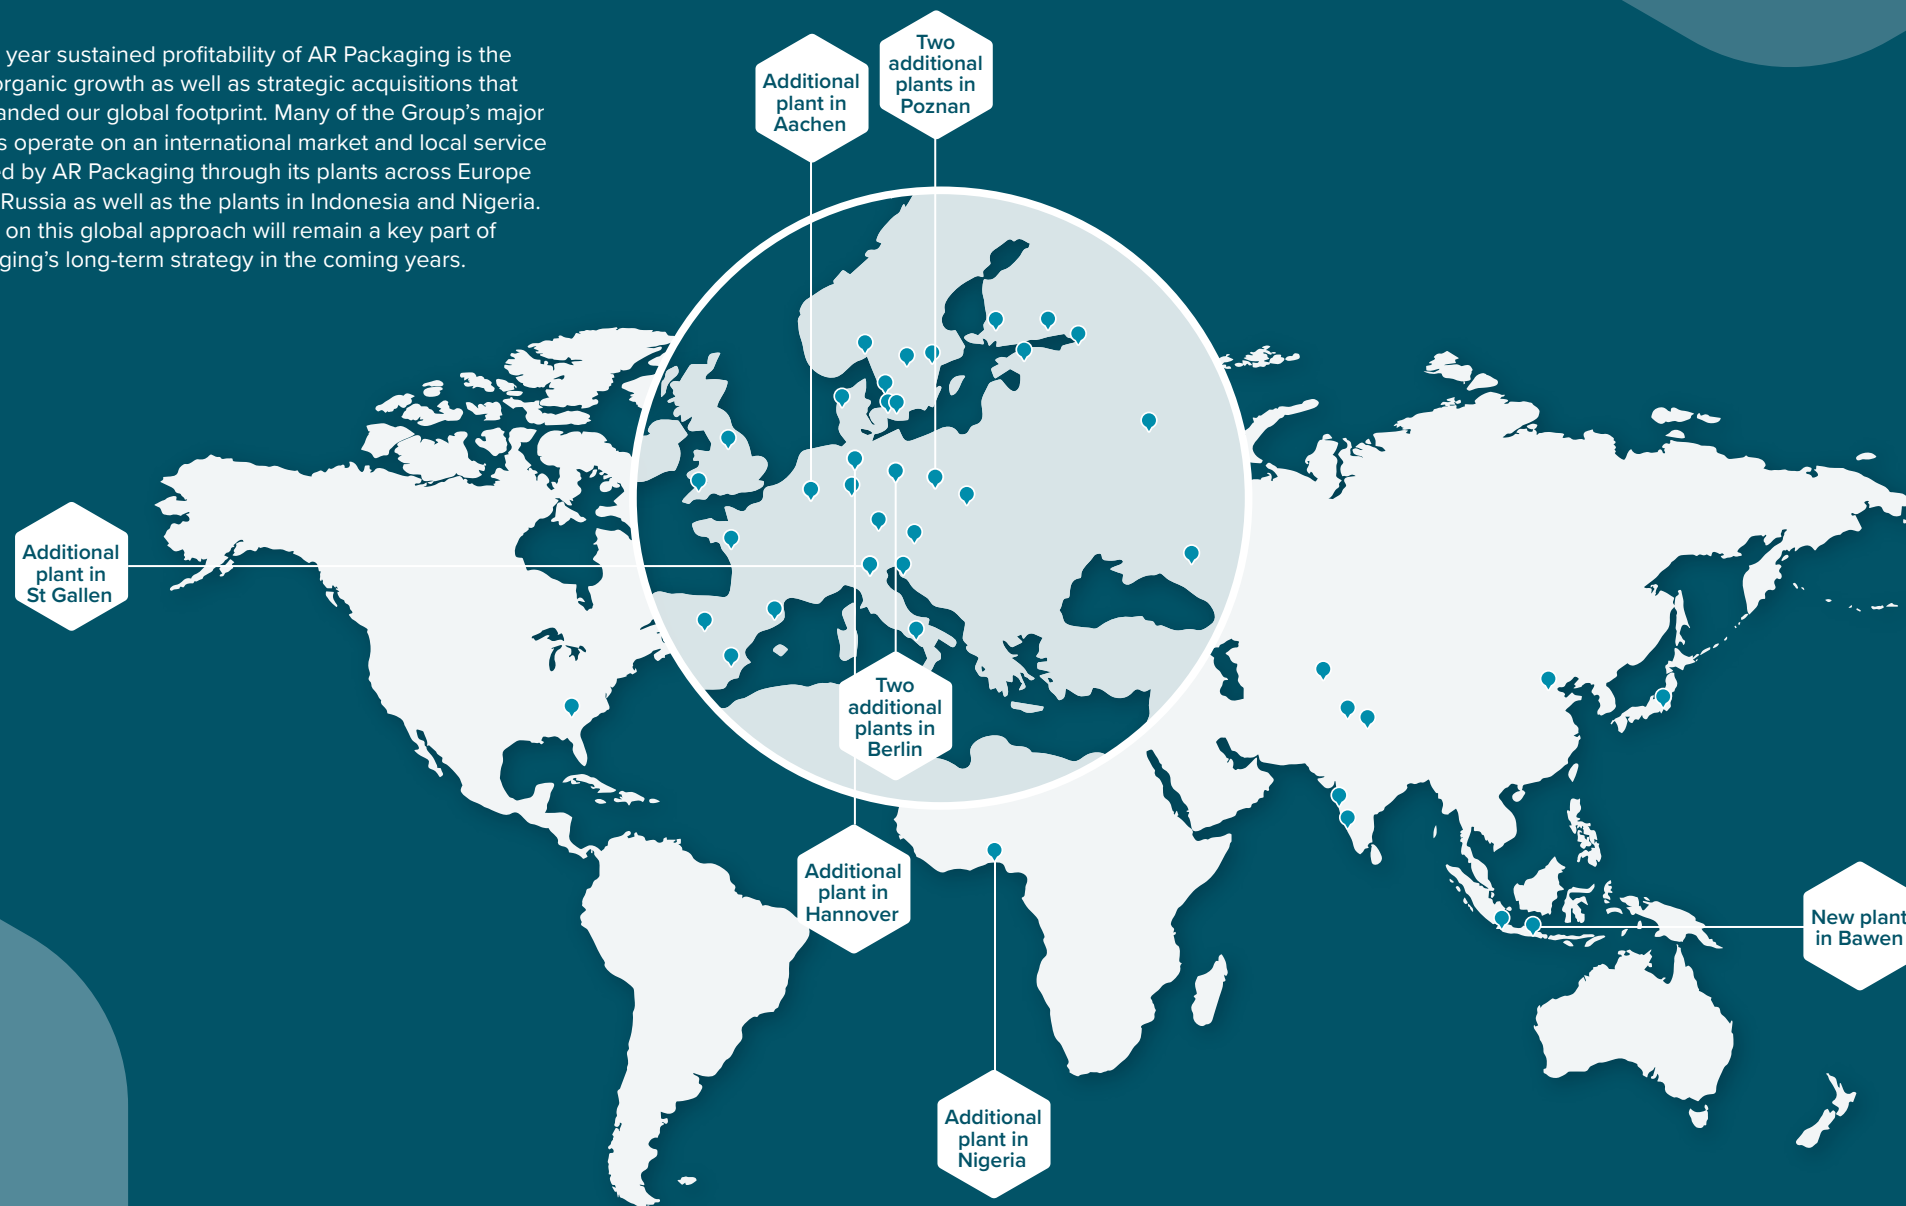 year sustained profitability of AR Packaging is the
organic growth as well as strategic acquisitions that
anded our global footprint. Many of the Group’s major
s operate on an international market and local service
d by AR Packaging through its plants across Europe
Russia as well as the plants in Indonesia and Nigeria.
on this global approach will remain a key part of
ging’s long-term strategy in the coming years.
Additional
plant in
Aachen
Two
additional
plants in
Poznan
Additional
plant in
St Gallen
Two
additional
plants in
Berlin
Additional
plant in
Hannover
New plant
in Bawen
Additional
plant in
Nigeria